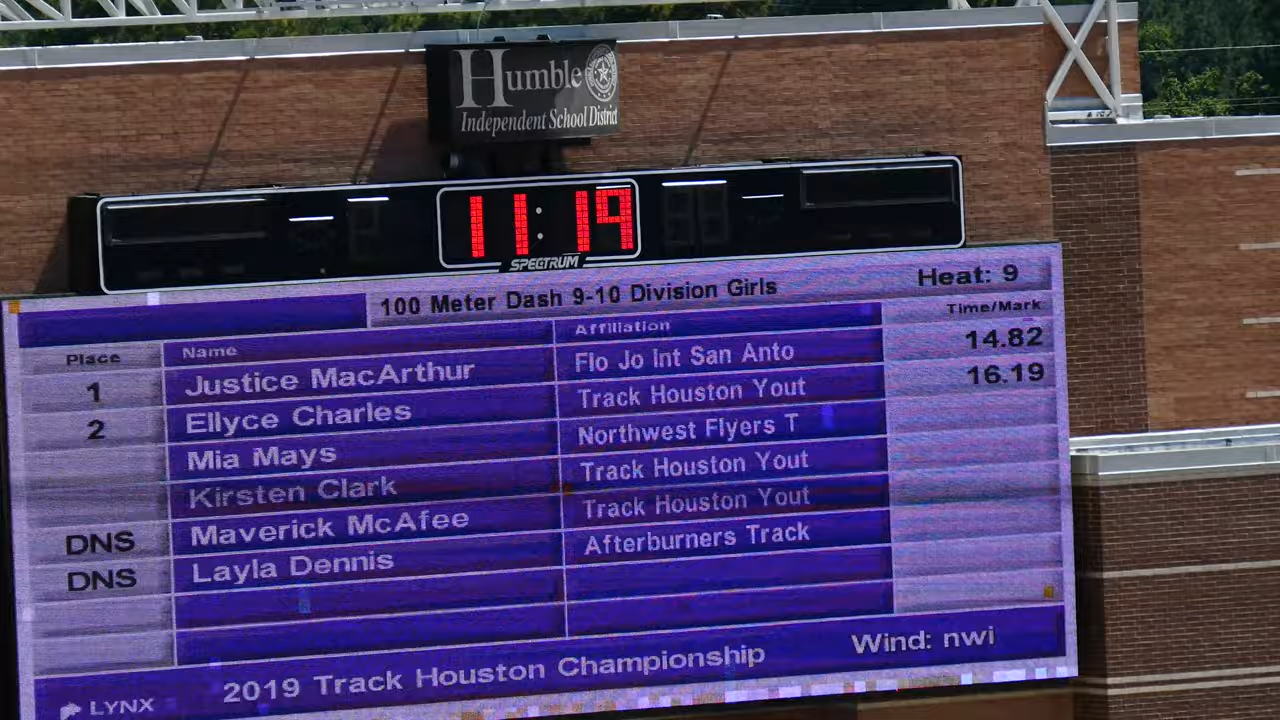 Humble
Independent School District
11:19
SPECTRUM
100 Meter Dash 9-10 Division Girls Heat: 9
Place Name Affiliation Time/Mark
1 Justice MacArthur Flo Jo Int San Anto 14.82
2 Ellyce Charles Track Houston Yout 16.19
Mia Mays Northwest Flyers T
Kirsten Clark Track Houston Yout
DNS Maverick McAfee Track Houston Yout
DNS Layla Dennis Afterburners Track
LYNX 2019 Track Houston Championship Wind: nwi